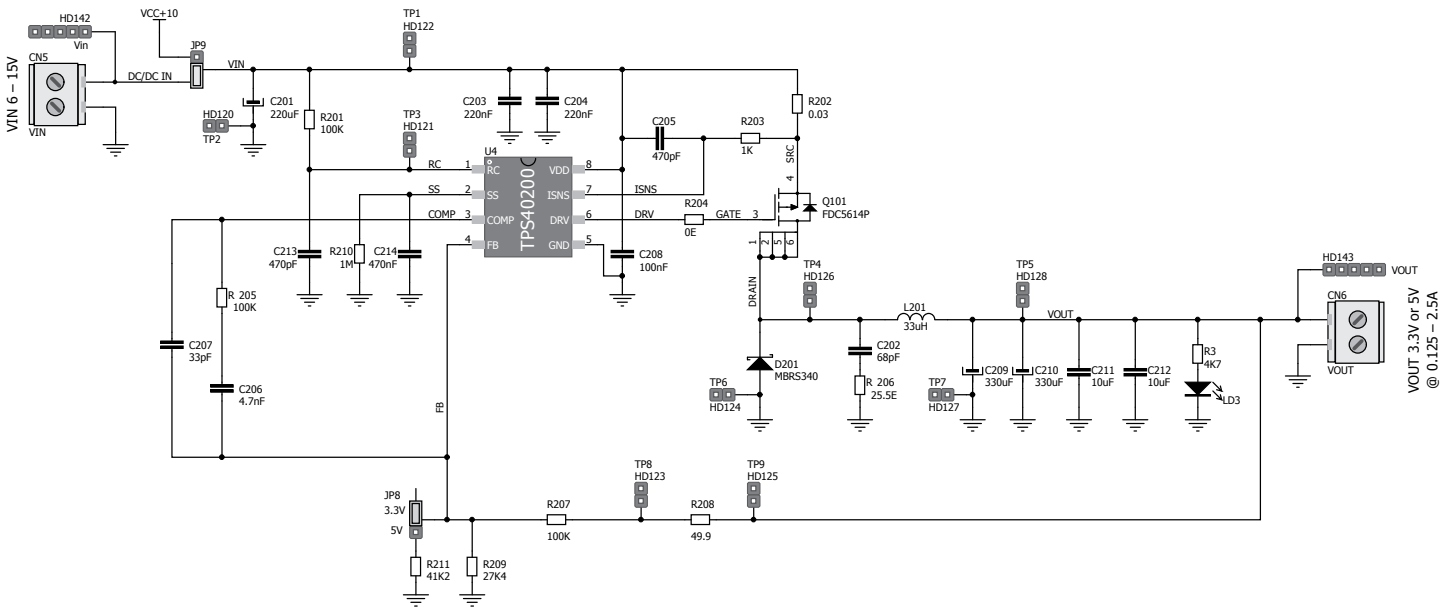 HD142
Vin
VCC+10
JP9
CN5
DC/DC IN
VIN
VIN 6 – 15V
VIN
HD120
TP2
C201
220uF
R201
100K
TP1
HD122
TP3
HD121
C203
220nF
C204
220nF
C205
470pF
R203
1K
R202
0.03
SRC
4
U4
RC
1
RC
VDD
8
SS
2
SS
ISNS
7
ISNS
COMP
3
COMP
DRV
6
DRV
4
FB
GND
5
TPS40200
R204
0E
GATE
3
Q101
FDC5614P
1
2
5
6
C213
470pF
R210
1M
C214
470nF
C208
100nF
R 205
100K
C207
33pF
C206
4.7nF
FB
DRAIN
TP4
HD126
L201
33uH
TP5
HD128
VOUT
HD143
VOUT
CN6
VOUT
VOUT 3.3V or 5V
@ 0.125 – 2.5A
D201
MBRS340
TP6
HD124
C202
68pF
R 206
25.5E
TP7
HD127
C209
330uF
C210
330uF
C211
10uF
C212
10uF
R3
4K7
LD3
JP8
3.3V
5V
R211
41K2
R209
27K4
R207
100K
TP8
HD123
R208
49.9
TP9
HD125